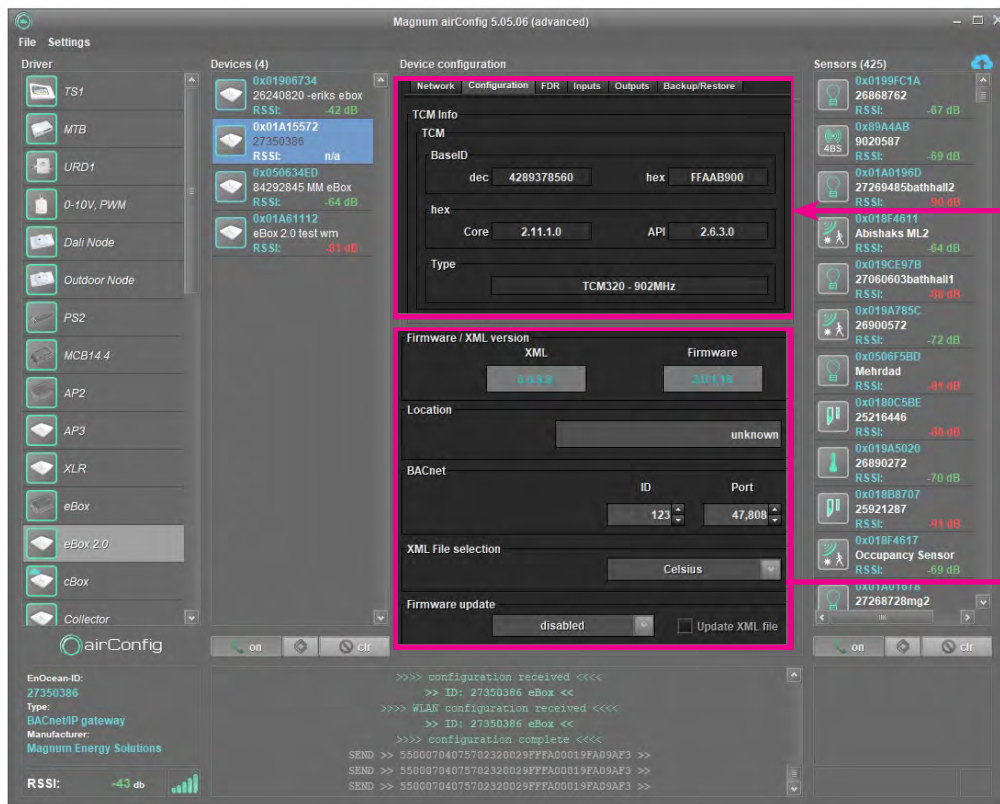 Magnum airConfig 5.05.06 (advanced)
File Settings
Driver
TS1
MTB
URD1
0-10V, PWM
Dali Node
Outdoor Node
PS2
MCB14.4
AP2
AP3
XLR
eBox
eBox 2.0
cBox
Collector
Devices (4)
0x01906734
26240820 -eriks ebox
RSSI: -42 dB
0x01A15572
27350386
RSSI: n/a
0x050634ED
84292845 MM eBox
RSSI: -64 dB
0x01A61112
eBox 2.0 test wm
RSSI: -81 dB
on
clr
Device configuration
Network Configuration FDR Inputs Outputs Backup/Restore
TCM Info
TCM
BaseID
dec 4289378560 hex FFAAB900
hex
Core 2.11.1.0 API 2.6.3.0
Type
TCM320 - 902MHz
Firmware / XML version
XML Firmware
Location
unknown
BACnet
ID Port
123 47,808
XML File selection
Celsius
Firmware update
disabled Update XML file
Sensors (425)
0x0199FC1A
26868762
RSSI: -67 dB
0x89A4AB
4BS
9020587
RSSI: -69 dB
0x01A0196D
27269485bathhall2
RSSI: -90 dB
0x018F4611
Abishaks ML2
RSSI: -64 dB
0x019CE97B
27060603bathhall1
RSSI: -88 dB
0x019A785C
26900572
RSSI: -72 dB
0x0506F5BD
Mehrdad
RSSI: -81 dB
0x0180C5BE
25216446
RSSI: -88 dB
0x019A5020
26890272
RSSI: -70 dB
0x018B8707
25921287
RSSI: -91 dB
0x018F4617
Occupancy Sensor
RSSI: -69 dB
0x01A01678
27268728mg2
on
clr
airConfig
EnOcean-ID:
27350386
Type:
BACnet/IP gateway
Manufacturer:
Magnum Energy Solutions
RSSI: -43 db
>>>> configuration received <<<<
>> ID: 27350386 eBox <<
>>>> WLAN configuration received <<<<
>> ID: 27350386 eBox <<
>>>> configuration complete <<<<
SEND >> 55000704075702320029FFFA00019FA09AF3 >>
SEND >> 55000704075702320029FFFA00019FA09AF3 >>
SEND >> 55000704075702320029FFFA00019FA09AF3 >>